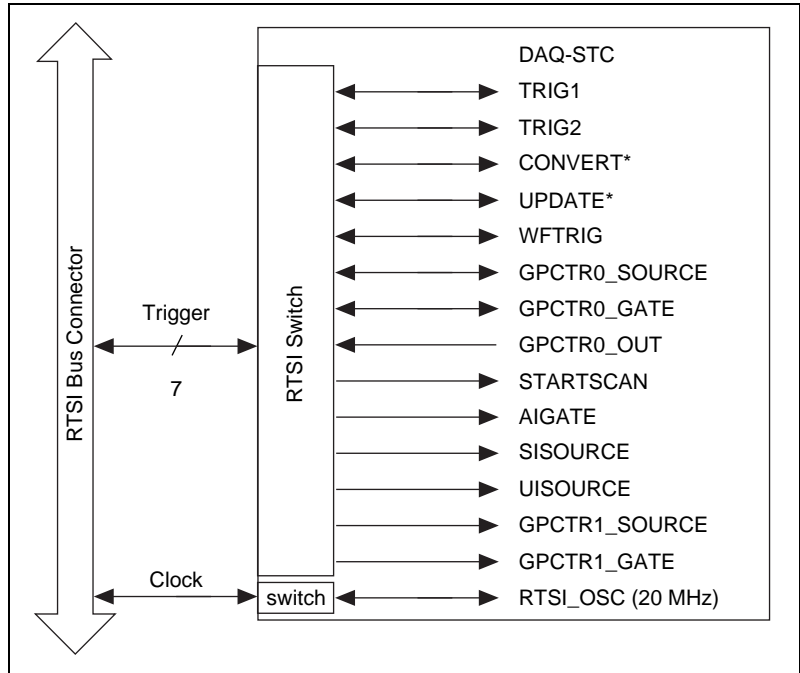 DAQ-STC
TRIG1
TRIG2
CONVERT*
UPDATE*
WFTRIG
GPCTR0_SOURCE
GPCTR0_GATE
GPCTR0_OUT
STARTSCAN
AIGATE
SISOURCE
UISOURCE
GPCTR1_SOURCE
GPCTR1_GATE
RTSI_OSC (20 MHz)
RTSI Bus Connector
Trigger
7
Clock
RTSI Switch
switch